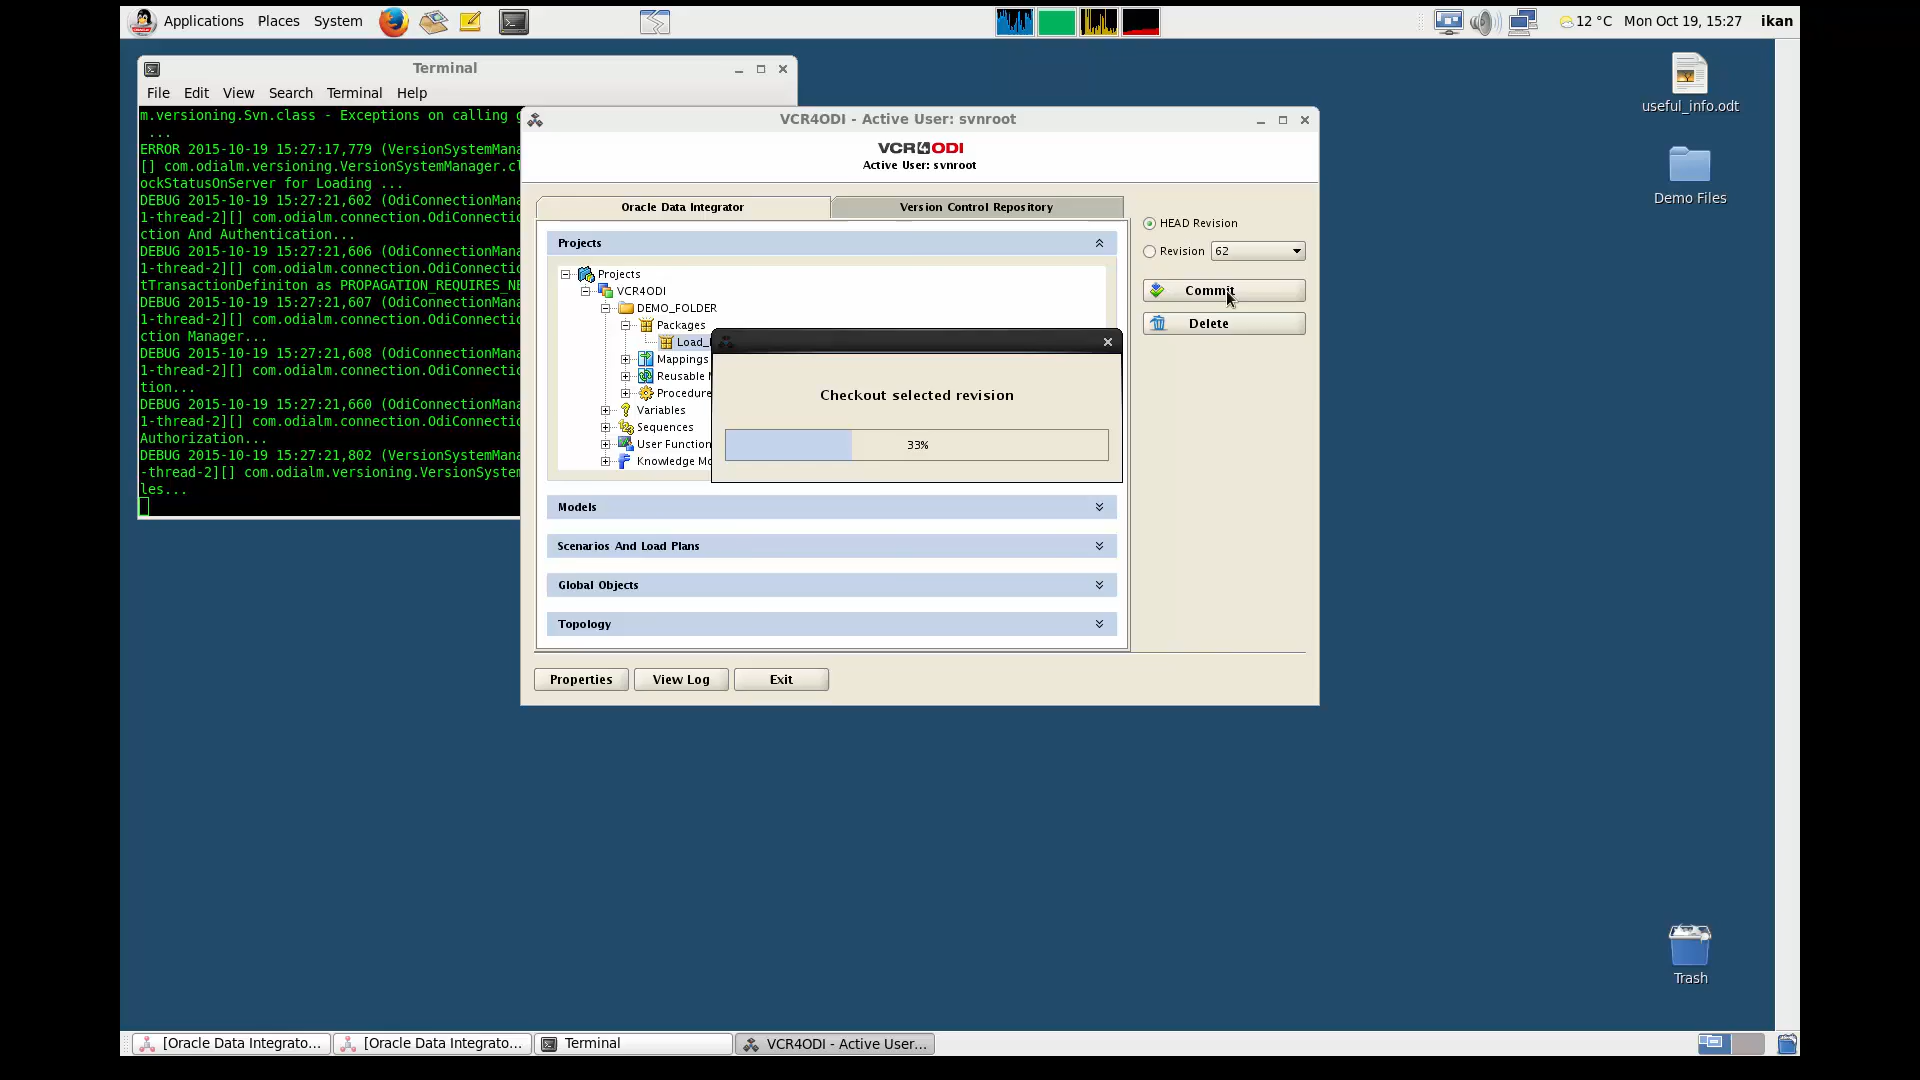 Applications Places System
12 °C Mon Oct 19, 15:27 ikan
Terminal
File Edit View Search Terminal Help
m.versioning.Svn.class - Exceptions on calling
...
ERROR 2015-10-19 15:27:17,779 (VersionSystemMana
[] com.odialm.versioning.VersionSystemManager.cl
ockStatusOnServer for Loading ...
DEBUG 2015-10-19 15:27:21,602 (OdiConnectionMana
1-thread-2][] com.odialm.connection.OdiConnectio
ction And Authentication...
DEBUG 2015-10-19 15:27:21,606 (OdiConnectionMana
1-thread-2][] com.odialm.connection.OdiConnectio
tTransactionDefiniton as PROPAGATION_REQUIRES_NE
DEBUG 2015-10-19 15:27:21,607 (OdiConnectionMana
1-thread-2][] com.odialm.connection.OdiConnectio
ction Manager...
DEBUG 2015-10-19 15:27:21,608 (OdiConnectionMana
1-thread-2][] com.odialm.connection.OdiConnectio
tion...
DEBUG 2015-10-19 15:27:21,660 (OdiConnectionMana
1-thread-2][] com.odialm.connection.OdiConnectio
Authorization...
DEBUG 2015-10-19 15:27:21,802 (VersionSystemMana
-thread-2][] com.odialm.versioning.VersionSystem
les...
VCR4ODI - Active User: svnroot
VCR4ODI
Active User: svnroot
Oracle Data Integrator
Version Control Repository
Projects
Projects
VCR4ODI
DEMO_FOLDER
Packages
Load_
Mappings
Reusable
Procedure
Variables
Sequences
User Function
Knowledge Mo
Models
Scenarios And Load Plans
Global Objects
Topology
HEAD Revision
Revision 62
Commit
Delete
Checkout selected revision
33%
Properties View Log Exit
useful_info.odt
Demo Files
Trash
[Oracle Data Integrato... [Oracle Data Integrato... Terminal VCR4ODI - Active User...